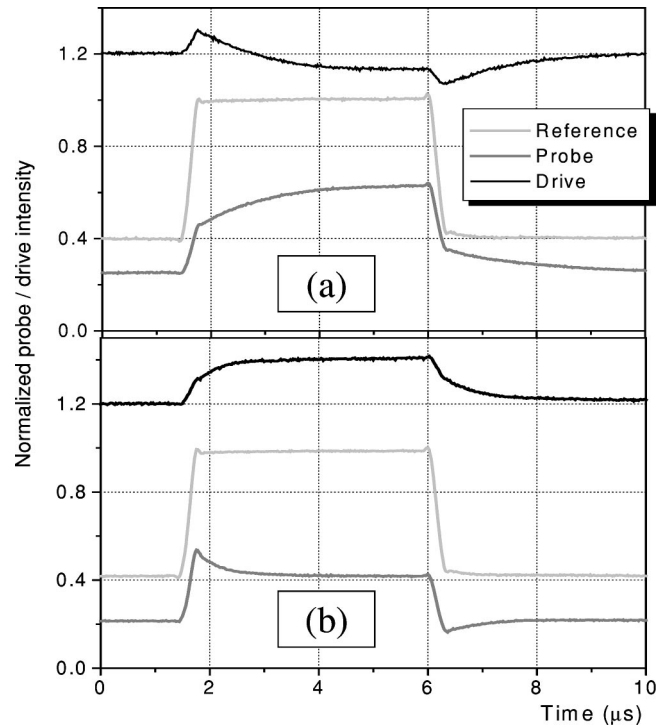 1.2
0.8
0.4
0.0
Reference
Probe
Drive
(a)
Normalized probe / drive intensity
1.2
0.8
0.4
0.0
(b)
0 2 4 6 8 10
Time (μs)